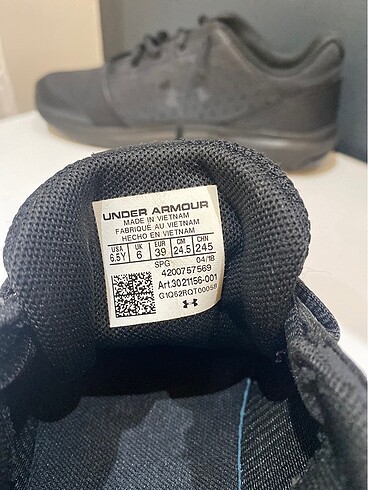 UNDER ARMOUR
MADE IN VIETNAM
FABRIQUÉ AU VIETNAM
HECHO EN VIETNAM
USA UK EUR CM CHN
6.5Y 6 39 24.5 245
SPG 04/18
4200757569
Art.3021156-001
G1Q62RQT00058